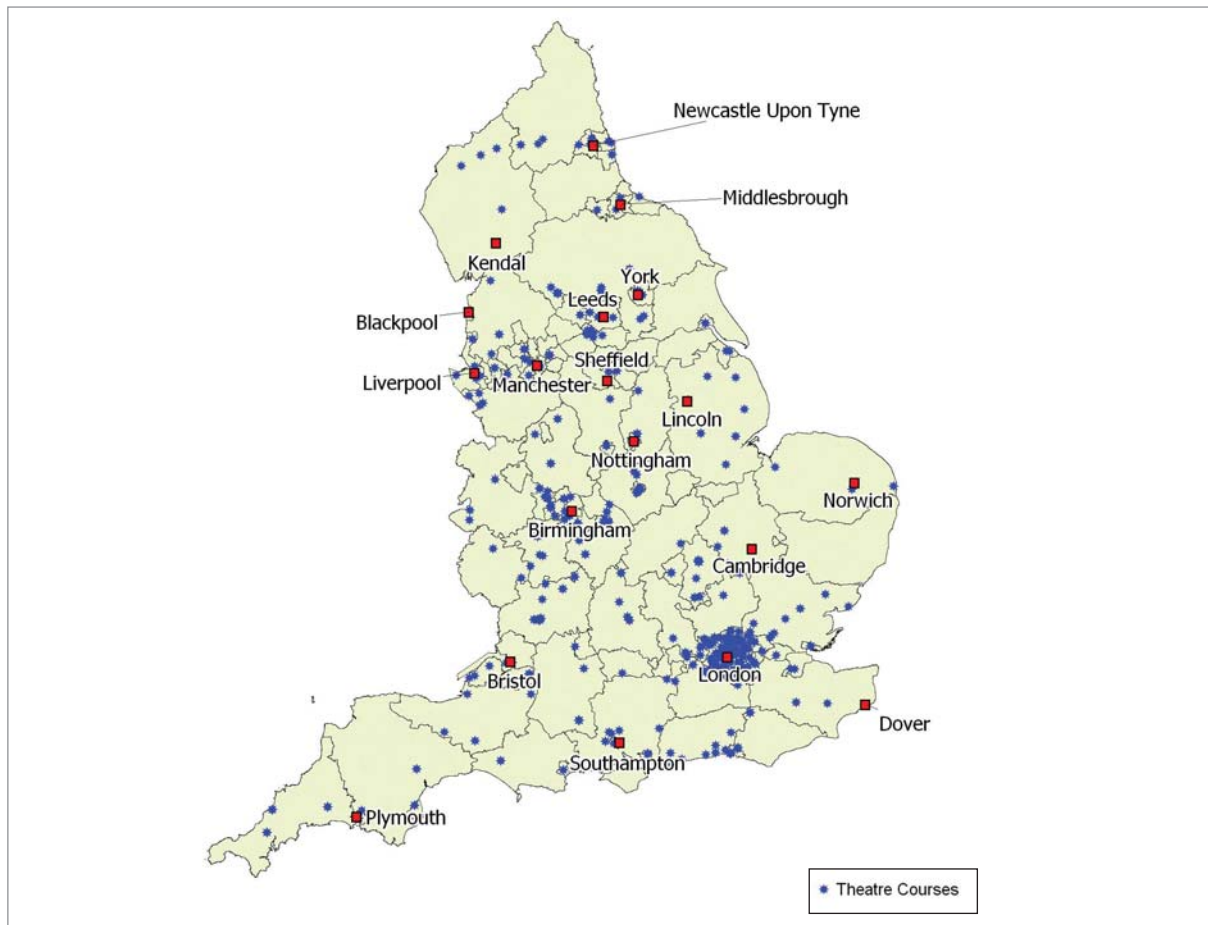 Newcastle Upon Tyne
Middlesbrough
Kendal
York
Leeds
Blackpool
Sheffield
Liverpool
Manchester
Lincoln
Nottingham
Norwich
Birmingham
Cambridge
London
Bristol
Dover
Southampton
Plymouth
Theatre Courses